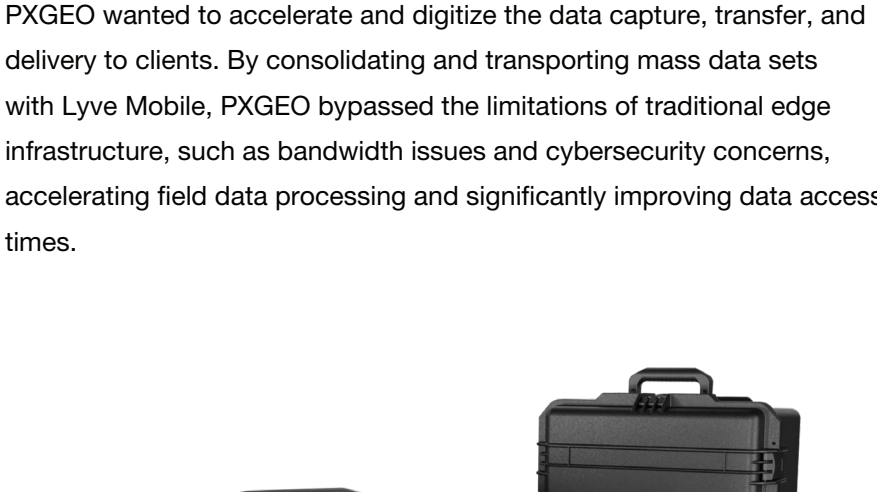 PXGEO wanted to accelerate and digitize the data capture, transfer, and
delivery to clients. By consolidating and transporting mass data sets
with Lyve Mobile, PXGEO bypassed the limitations of traditional edge
infrastructure, such as bandwidth issues and cybersecurity concerns,
accelerating field data processing and significantly improving data access
times.